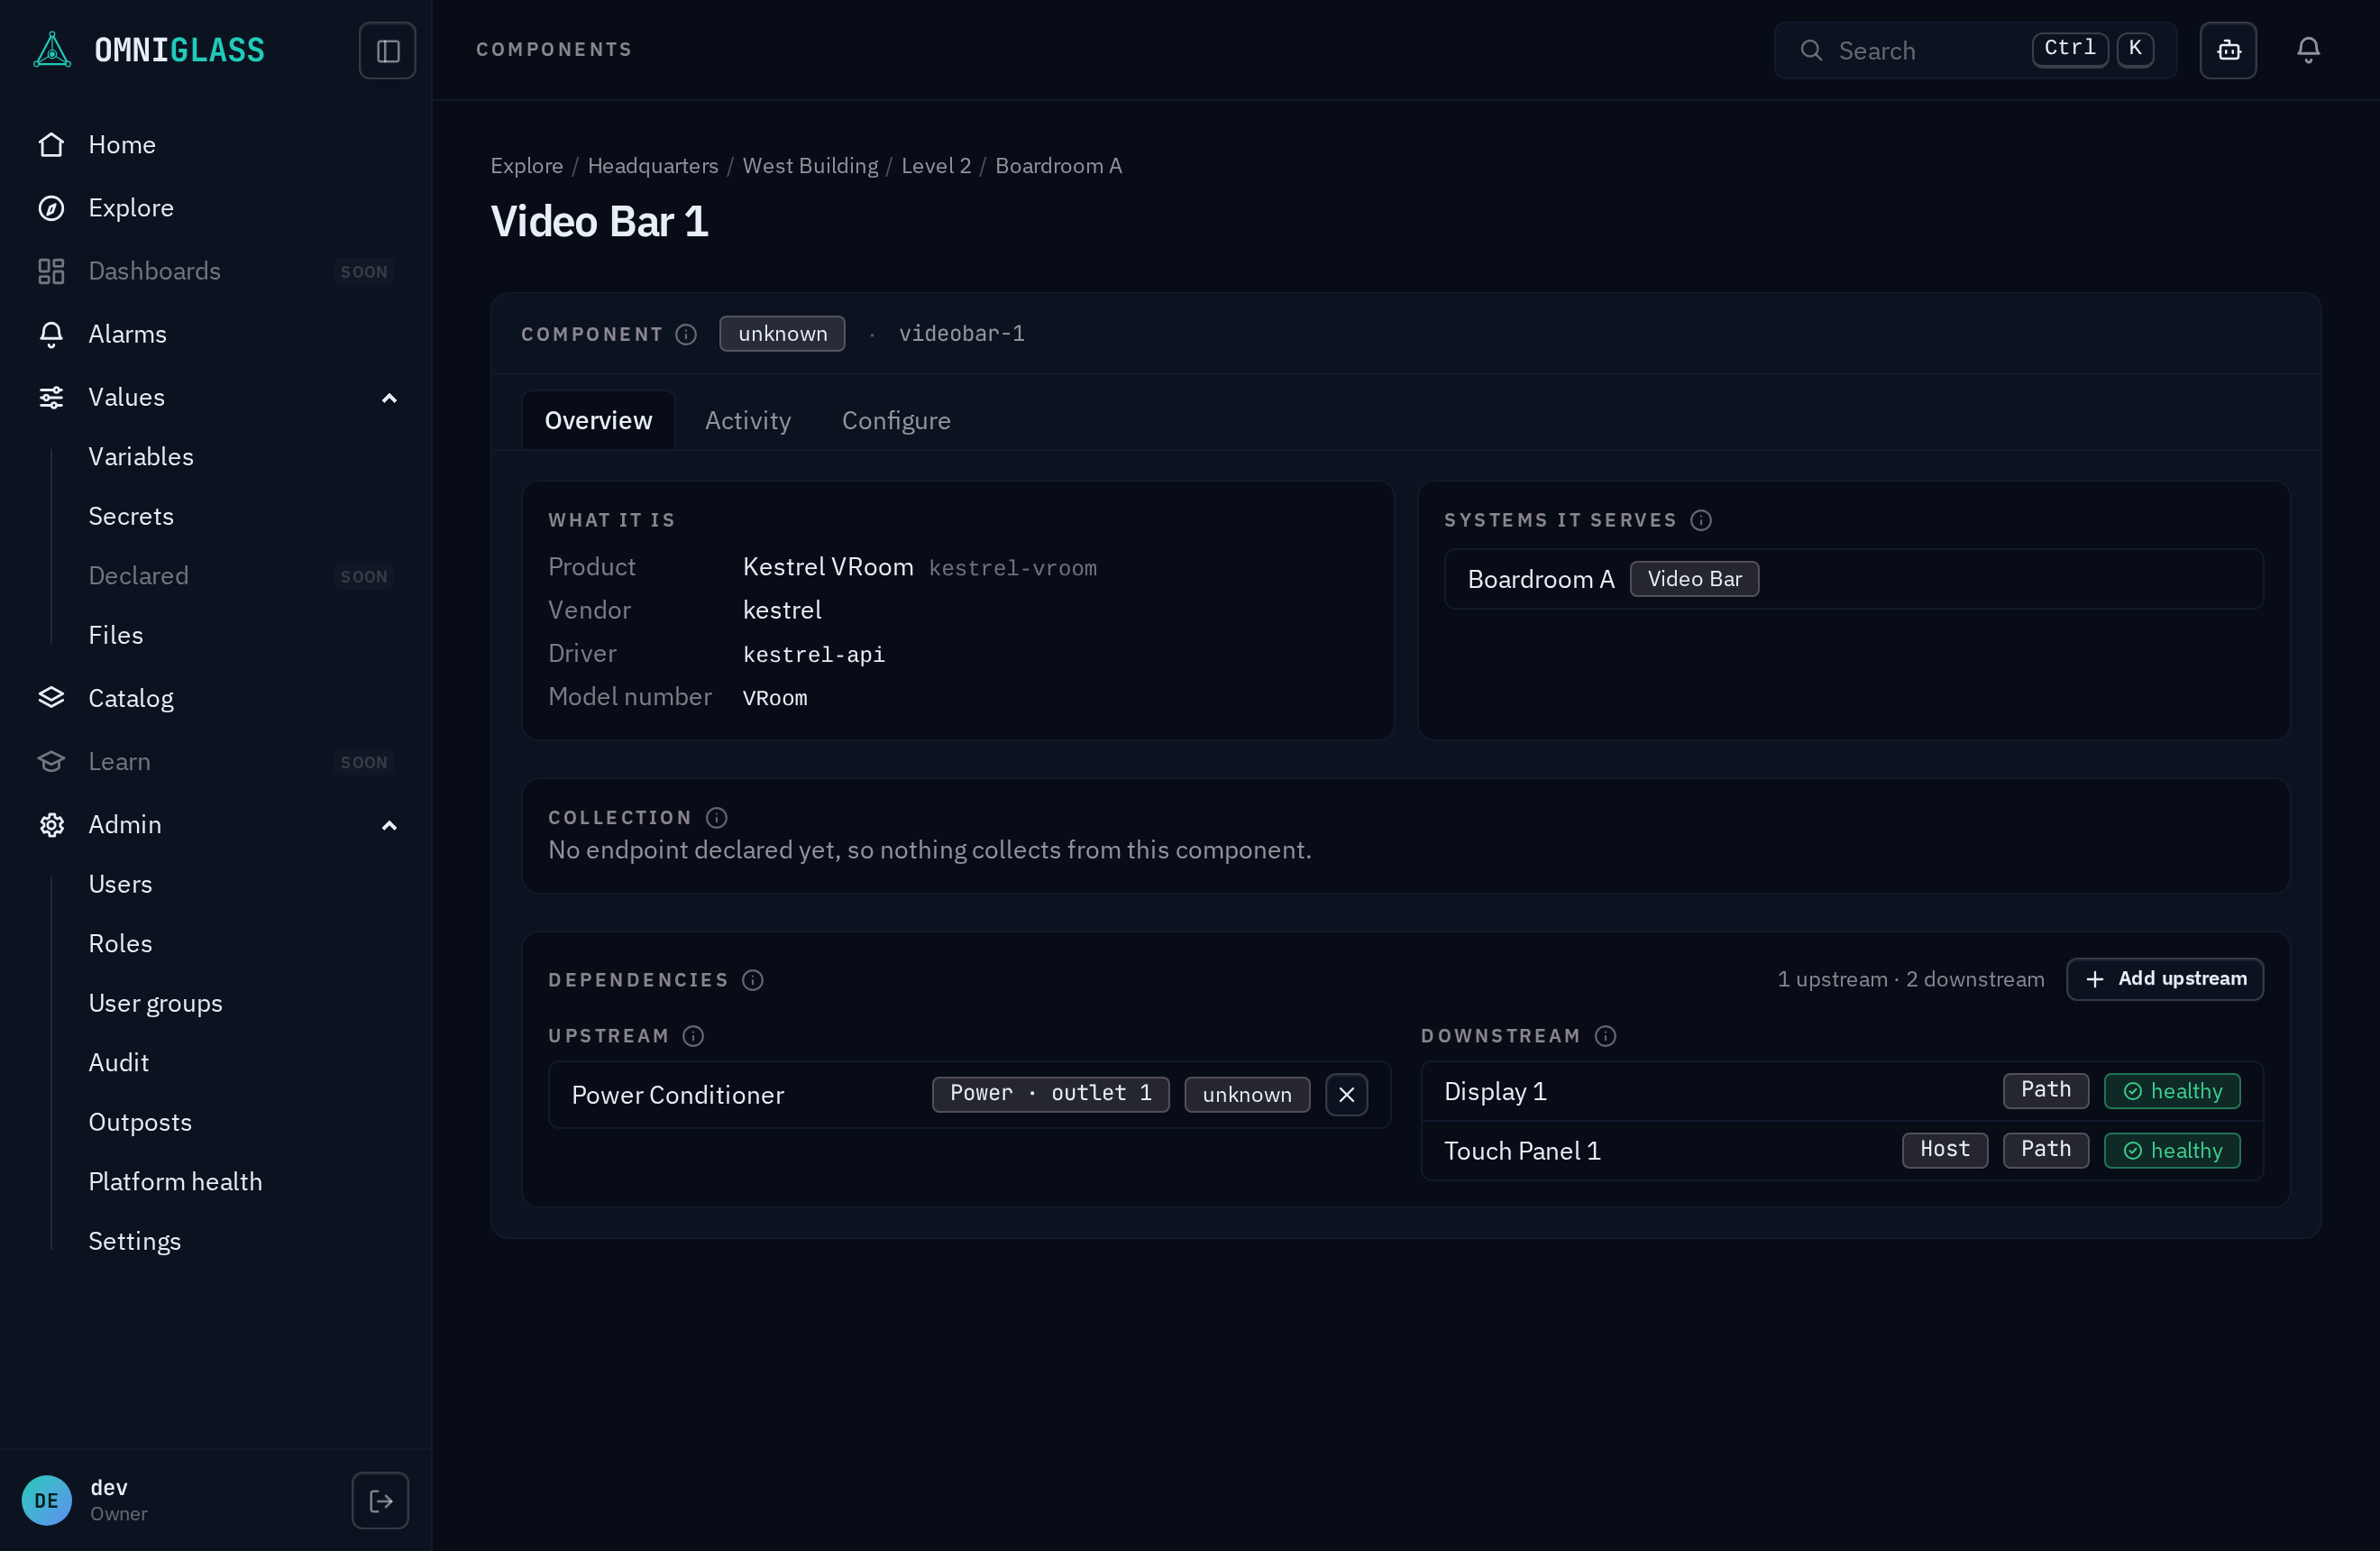 OMNIGLASS
COMPONENTS
Search Ctrl K
Home
Explore
Dashboards SOON
Alarms
Values
Variables
Secrets
Declared SOON
Files
Catalog
Learn SOON
Admin
Users
Roles
User groups
Audit
Outposts
Platform health
Settings
DE dev
Owner
Explore / Headquarters / West Building / Level 2 / Boardroom A
Video Bar 1
COMPONENT unknown · videobar-1
Overview Activity Configure
WHAT IT IS
Product Kestrel VRoom kestrel-vroom
Vendor kestrel
Driver kestrel-api
Model number VRoom
SYSTEMS IT SERVES
Boardroom A Video Bar
COLLECTION
No endpoint declared yet, so nothing collects from this component.
DEPENDENCIES 1 upstream · 2 downstream Add upstream
UPSTREAM
Power Conditioner Power · outlet 1 unknown
DOWNSTREAM
Display 1 Path healthy
Touch Panel 1 Host Path healthy